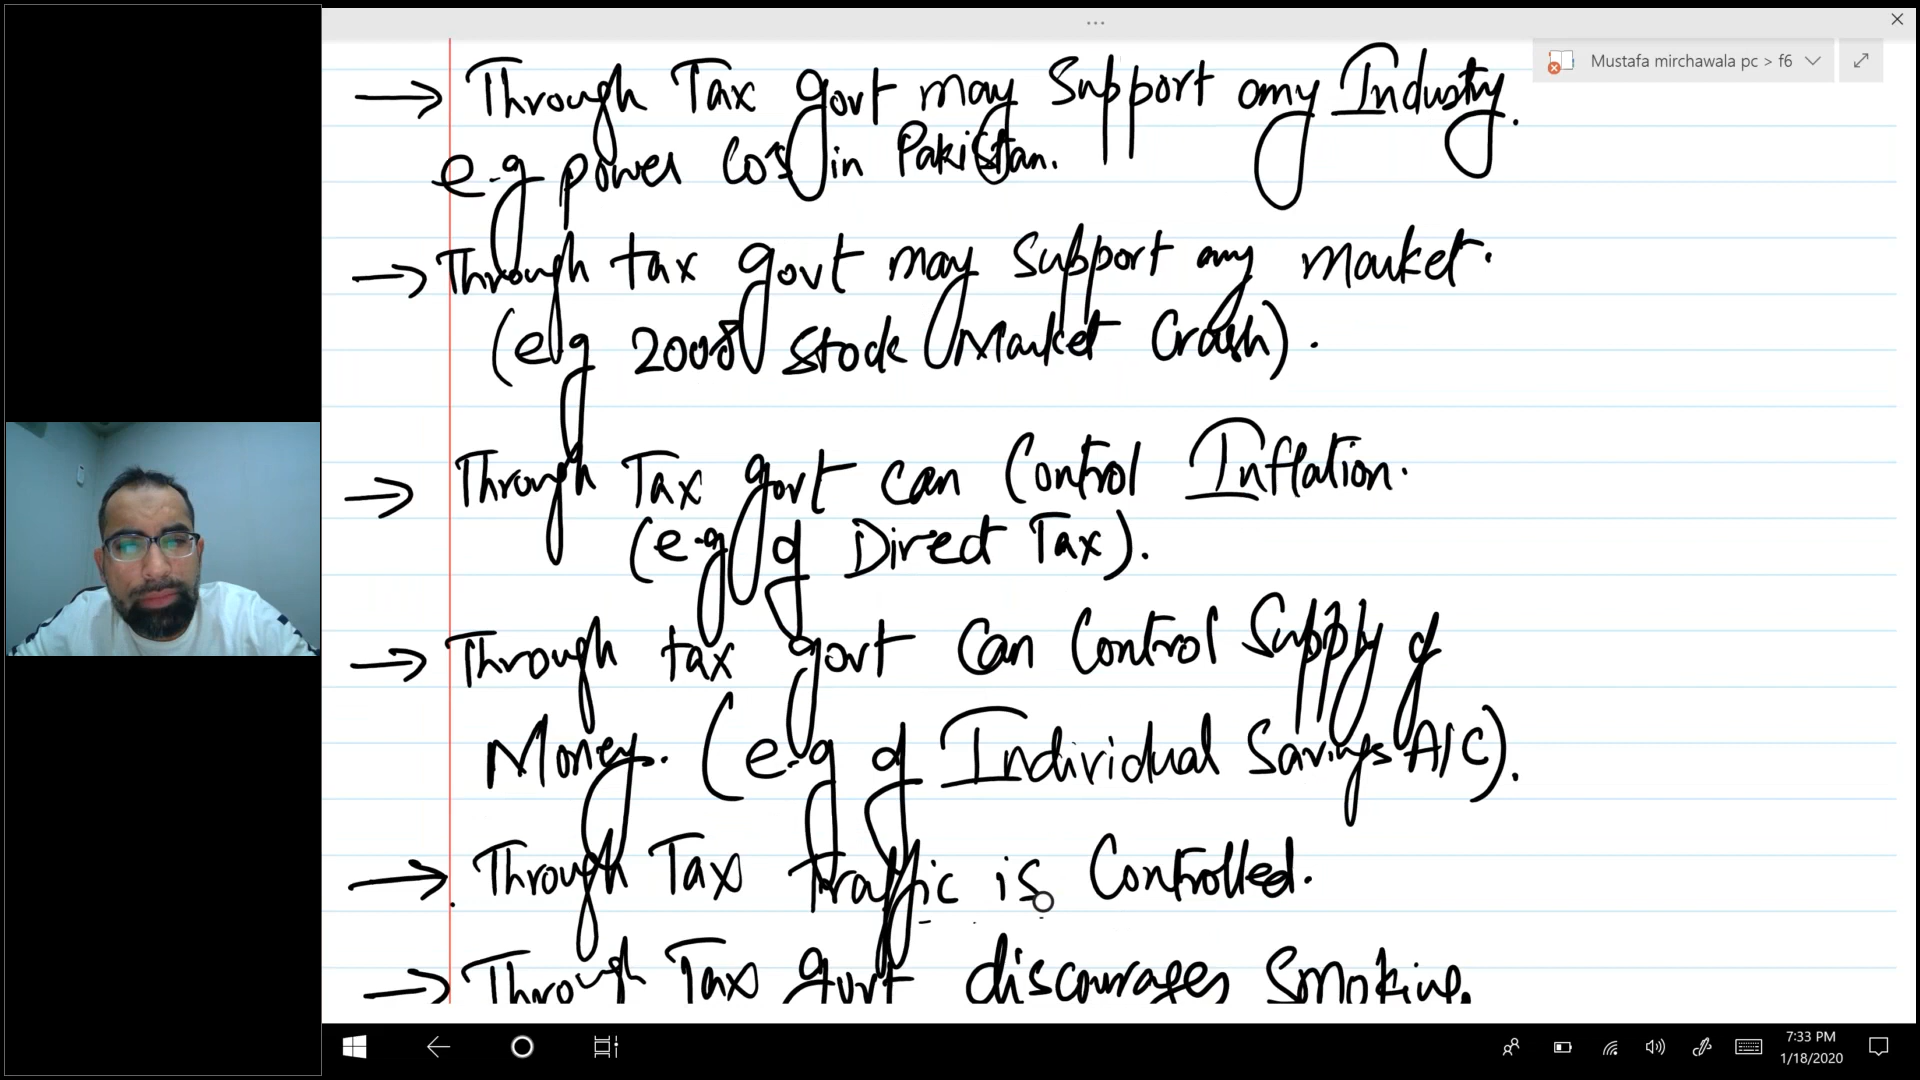 Mustafa mirchawala pc > f6
→ Through Tax govt may Support any Industry.
e.g power Co's in Pakistan.
→ Through tax govt may Support any market.
(e.g 2008 Stock Market Crash).
→ Through Tax govt can Control Inflation.
(e.g of Direct Tax).
→ Through tax govt Can Control Supply of
Money. (e.g of Individual Savings A/C).
→ Through Tax traffic is Controlled.
→ Through Tax govt discourages Smoking.
7:33 PM
1/18/2020